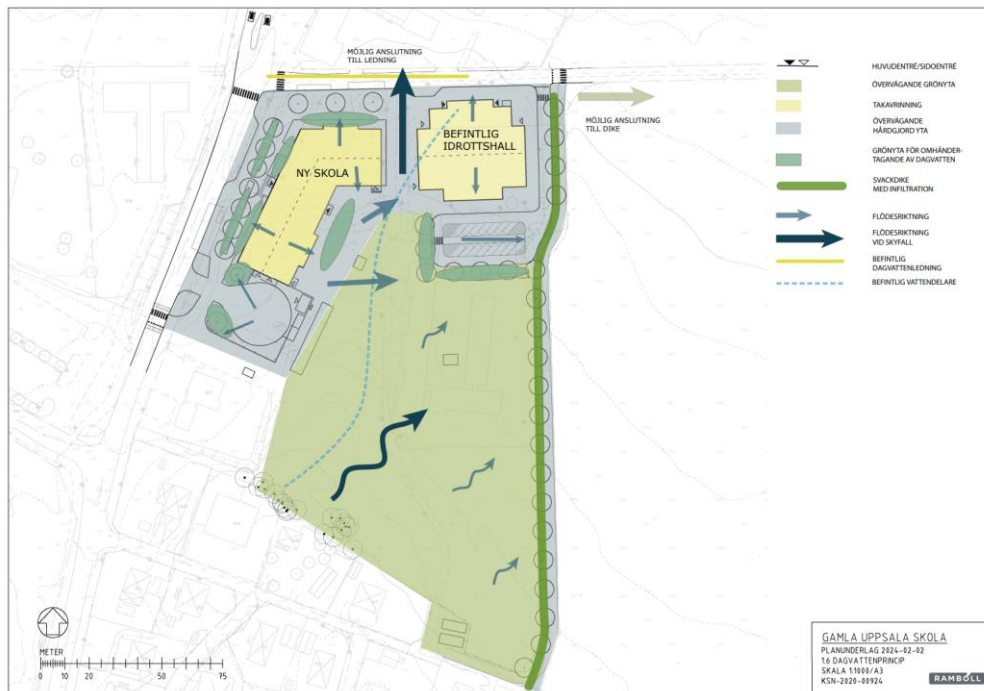 MÖJLIG ANSLUTNING
TILL LEDNING
MÖJLIG ANSLUTNING
TILL DIKE
BEFINTLIG
IDROTTSHALL
NY SKOLA
HUVUDENTRÉ/SIDOENTRÉ
ÖVERVÄGANDE GRÖNYTA
TAKAVRINNING
ÖVERVÄGANDE
HÅRDGJORD YTA
GRÖNYTA FÖR OMHÄNDER-
TAGANDE AV DAGVATTEN
SVACKDIKE
MED INFILTRATION
FLÖDESRIKTNING
FLÖDESRIKTNING
VID SKYFALL
BEFINTLIG
DAGVATTENLEDNING
BEFINTLIG VATTENDELARE
METER
0 10 20 50 75
GAMLA UPPSALA SKOLA
PLANUNDERLAG 2024-02-02
1.6 DAGVATTENPRINCIP
SKALA 1:1000/A3
KSN-2020-00924
RAMBOLL